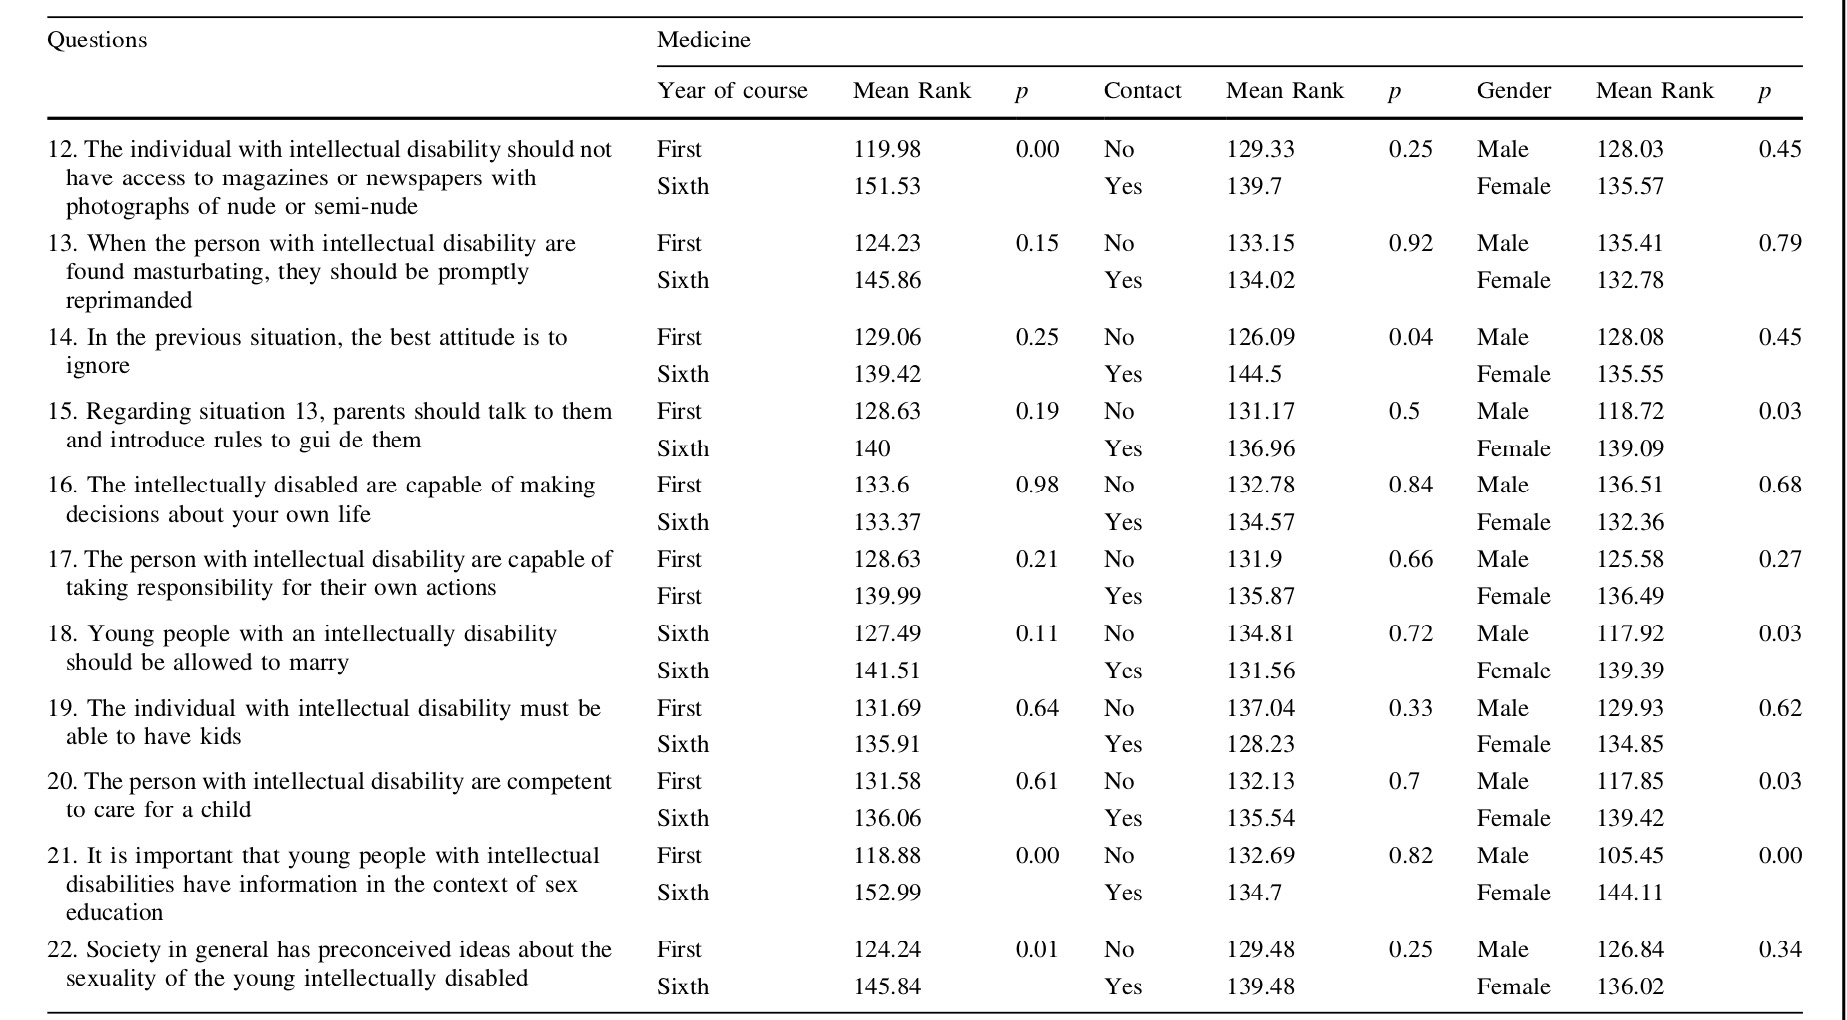 Questions Medicine
Year of course Mean Rank p Contact Mean Rank p Gender Mean Rank p
12. The individual with intellectual disability should not First 119.98 0.00 No 129.33 0.25 Male 128.03 0.45
have access to magazines or newspapers with Sixth 151.53 Yes 139.7 Female 135.57
photographs of nude or semi-nude
13. When the person with intellectual disability are First 124.23 0.15 No 133.15 0.92 Male 135.41 0.79
found masturbating, they should be promptly Sixth 145.86 Yes 134.02 Female 132.78
reprimanded
14. In the previous situation, the best attitude is to First 129.06 0.25 No 126.09 0.04 Male 128.08 0.45
ignore Sixth 139.42 Yes 144.5 Female 135.55
15. Regarding situation 13, parents should talk to them First 128.63 0.19 No 131.17 0.5 Male 118.72 0.03
and introduce rules to gui de them Sixth 140 Yes 136.96 Female 139.09
16. The intellectually disabled are capable of making First 133.6 0.98 No 132.78 0.84 Male 136.51 0.68
decisions about your own life Sixth 133.37 Yes 134.57 Female 132.36
17. The person with intellectual disability are capable of First 128.63 0.21 No 131.9 0.66 Male 125.58 0.27
taking responsibility for their own actions First 139.99 Yes 135.87 Female 136.49
18. Young people with an intellectually disability Sixth 127.49 0.11 No 134.81 0.72 Male 117.92 0.03
should be allowed to marry Sixth 141.51 Yes 131.56 Female 139.39
19. The individual with intellectual disability must be First 131.69 0.64 No 137.04 0.33 Male 129.93 0.62
able to have kids Sixth 135.91 Yes 128.23 Female 134.85
20. The person with intellectual disability are competent First 131.58 0.61 No 132.13 0.7 Male 117.85 0.03
to care for a child Sixth 136.06 Yes 135.54 Female 139.42
21. It is important that young people with intellectual First 118.88 0.00 No 132.69 0.82 Male 105.45 0.00
disabilities have information in the context of sex Sixth 152.99 Yes 134.7 Female 144.11
education
22. Society in general has preconceived ideas about the First 124.24 0.01 No 129.48 0.25 Male 126.84 0.34
sexuality of the young intellectually disabled Sixth 145.84 Yes 139.48 Female 136.02